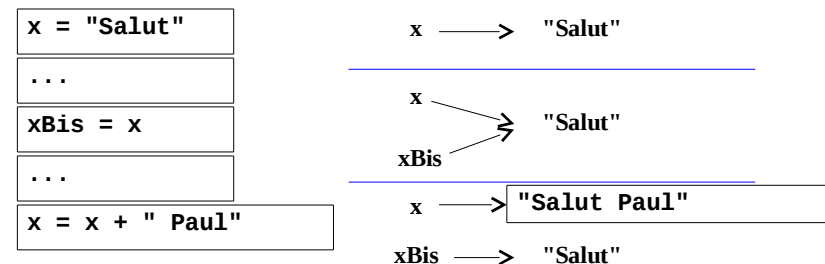 x = "Salut"
...
xBis = x
...
x = x + " Paul"
x "Salut"
x
"Salut"
xBis
x "Salut Paul"
xBis "Salut"